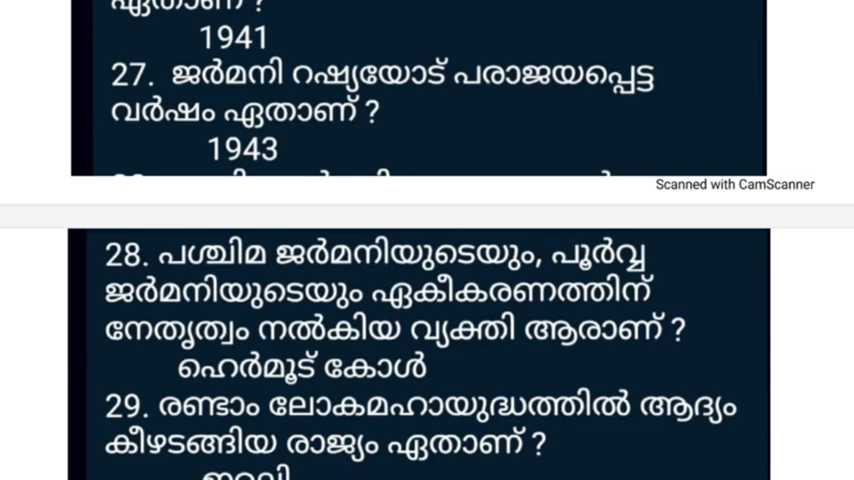 ഏതാണ് ?
1941
27. ജർമനി റഷ്യയോട് പരാജയപ്പെട്ട
വർഷം ഏതാണ് ?
1943
Scanned with CamScanner
28. പശ്ചിമ ജർമനിയുടെയും, പൂർവ്വ
ജർമനിയുടെയും ഏകീകരണത്തിന്
നേതൃത്വം നൽകിയ വ്യക്തി ആരാണ് ?
ഹെർമൂട് കോൾ
29. രണ്ടാം ലോകമഹായുദ്ധത്തിൽ ആദ്യം
കീഴടങ്ങിയ രാജ്യം ഏതാണ് ?